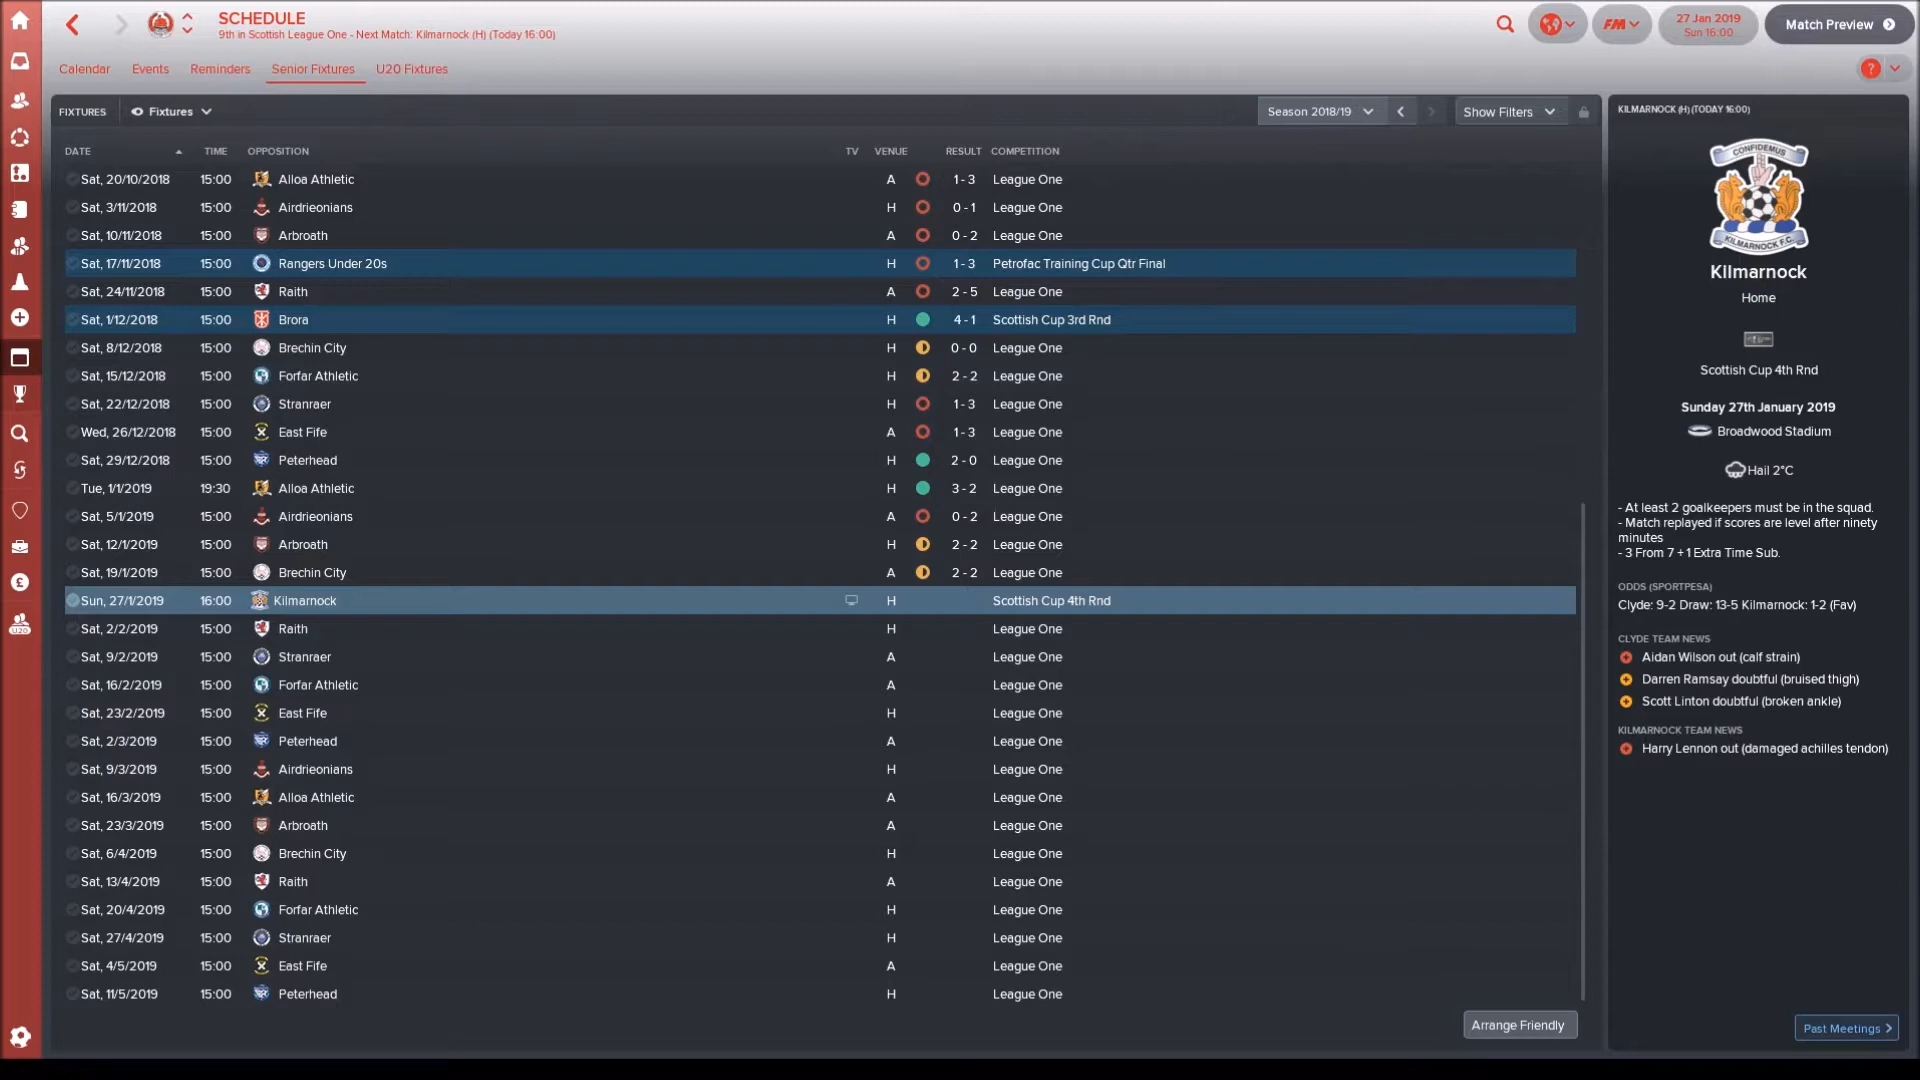 SCHEDULE
9th in Scottish League One - Next Match: Kilmarnock (H) (Today 16:00)
FM
27 Jan 2019
Sun 16:00
Match Preview
Calendar Events Reminders Senior Fixtures U20 Fixtures
?
FIXTURES Fixtures Season 2018/19 Show Filters
DATE TIME OPPOSITION TV VENUE RESULT COMPETITION
Sat, 20/10/2018 15:00 Alloa Athletic A 1 - 3 League One
Sat, 3/11/2018 15:00 Airdrieonians H 0 - 1 League One
Sat, 10/11/2018 15:00 Arbroath A 0 - 2 League One
Sat, 17/11/2018 15:00 Rangers Under 20s H 1 - 3 Petrofac Training Cup Qtr Final
Sat, 24/11/2018 15:00 Raith A 2 - 5 League One
Sat, 1/12/2018 15:00 Brora H 4 - 1 Scottish Cup 3rd Rnd
Sat, 8/12/2018 15:00 Brechin City H 0 - 0 League One
Sat, 15/12/2018 15:00 Forfar Athletic H 2 - 2 League One
Sat, 22/12/2018 15:00 Stranraer H 1 - 3 League One
Wed, 26/12/2018 15:00 East Fife A 1 - 3 League One
Sat, 29/12/2018 15:00 Peterhead H 2 - 0 League One
Tue, 1/1/2019 19:30 Alloa Athletic H 3 - 2 League One
Sat, 5/1/2019 15:00 Airdrieonians A 0 - 2 League One
Sat, 12/1/2019 15:00 Arbroath H 2 - 2 League One
Sat, 19/1/2019 15:00 Brechin City A 2 - 2 League One
Sun, 27/1/2019 16:00 Kilmarnock H Scottish Cup 4th Rnd
Sat, 2/2/2019 15:00 Raith H League One
Sat, 9/2/2019 15:00 Stranraer A League One
Sat, 16/2/2019 15:00 Forfar Athletic A League One
Sat, 23/2/2019 15:00 East Fife H League One
Sat, 2/3/2019 15:00 Peterhead A League One
Sat, 9/3/2019 15:00 Airdrieonians H League One
Sat, 16/3/2019 15:00 Alloa Athletic A League One
Sat, 23/3/2019 15:00 Arbroath A League One
Sat, 6/4/2019 15:00 Brechin City H League One
Sat, 13/4/2019 15:00 Raith A League One
Sat, 20/4/2019 15:00 Forfar Athletic H League One
Sat, 27/4/2019 15:00 Stranraer H League One
Sat, 4/5/2019 15:00 East Fife A League One
Sat, 11/5/2019 15:00 Peterhead H League One
Arrange Friendly
KILMARNOCK (H) (TODAY 16:00)
CONFIDEMUS
KILMARNOCK F.C.
Kilmarnock
Home
Scottish Cup 4th Rnd
Sunday 27th January 2019
Broadwood Stadium
Hail 2°C
- At least 2 goalkeepers must be in the squad.
- Match replayed if scores are level after ninety
minutes
- 3 From 7 + 1 Extra Time Sub.
ODDS (SPORTPESA)
Clyde: 9-2 Draw: 13-5 Kilmarnock: 1-2 (Fav)
CLYDE TEAM NEWS
Aidan Wilson out (calf strain)
Darren Ramsay doubtful (bruised thigh)
Scott Linton doubtful (broken ankle)
KILMARNOCK TEAM NEWS
Harry Lennon out (damaged achilles tendon)
Past Meetings
£
U20